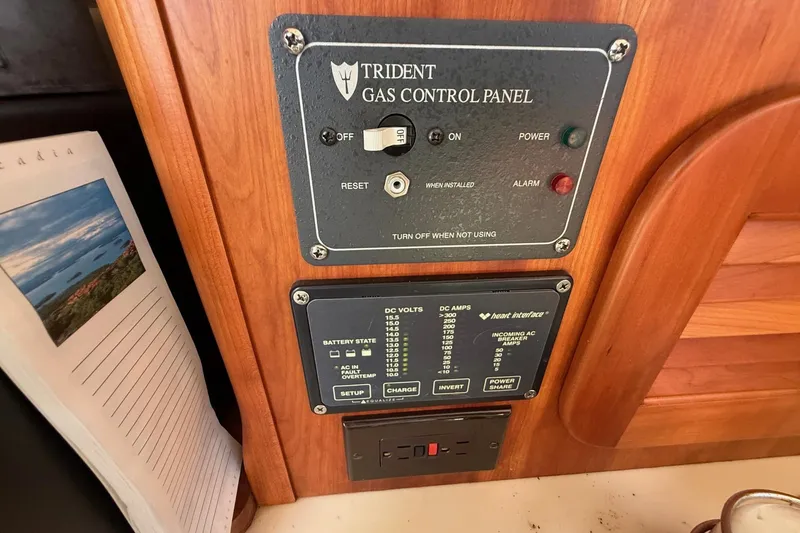 TRIDENT
GAS CONTROL PANEL
OFF OFF ON
POWER
RESET
WHEN INSTALLED
ALARM
TURN OFF WHEN NOT USING
DC VOLTS
15.5
15.0
14.5
14.0
13.5
13.0
12.5
12.0
11.5
11.0
10.5
10.0
DC AMPS
>300
250
200
175
150
125
100
75
50
25
10
<10
heart interface
BATTERY STATE
AC IN
FAULT
OVERTEMP
INCOMING AC
BREAKER
AMPS
50
30
20
15
5
SETUP
CHARGE
INVERT
POWER
SHARE
EQUALIZE